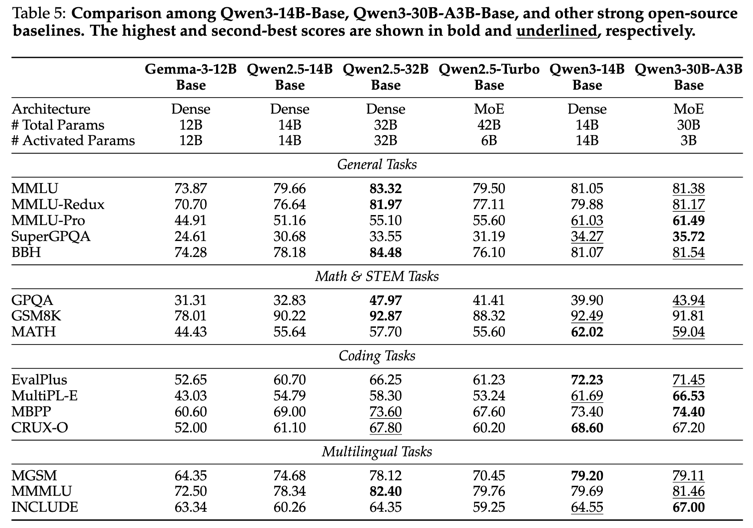 Table 5: Comparison among Qwen3-14B-Base, Qwen3-30B-A3B-Base, and other strong open-source
baselines. The highest and second-best scores are shown in bold and underlined, respectively.
Gemma-3-12B Qwen2.5-14B Qwen2.5-32B Qwen2.5-Turbo Qwen3-14B Qwen3-30B-A3B
Base Base Base Base Base Base
Architecture Dense Dense Dense MoE Dense MoE
# Total Params 12B 14B 32B 42B 14B 30B
# Activated Params 12B 14B 32B 6B 14B 3B
General Tasks
MMLU 73.87 79.66 83.32 79.50 81.05 81.38
MMLU-Redux 70.70 76.64 81.97 77.11 79.88 81.17
MMLU-Pro 44.91 51.16 55.10 55.60 61.03 61.49
SuperGPQA 24.61 30.68 33.55 31.19 34.27 35.72
BBH 74.28 78.18 84.48 76.10 81.07 81.54
Math & STEM Tasks
GPQA 31.31 32.83 47.97 41.41 39.90 43.94
GSM8K 78.01 90.22 92.87 88.32 92.49 91.81
MATH 44.43 55.64 57.70 55.60 62.02 59.04
Coding Tasks
EvalPlus 52.65 60.70 66.25 61.23 72.23 71.45
MultiPL-E 43.03 54.79 58.30 53.24 61.69 66.53
MBPP 60.60 69.00 73.60 67.60 73.40 74.40
CRUX-O 52.00 61.10 67.80 60.20 68.60 67.20
Multilingual Tasks
MGSM 64.35 74.68 78.12 70.45 79.20 79.11
MMMLU 72.50 78.34 82.40 79.76 79.69 81.46
INCLUDE 63.34 60.26 64.35 59.25 64.55 67.00